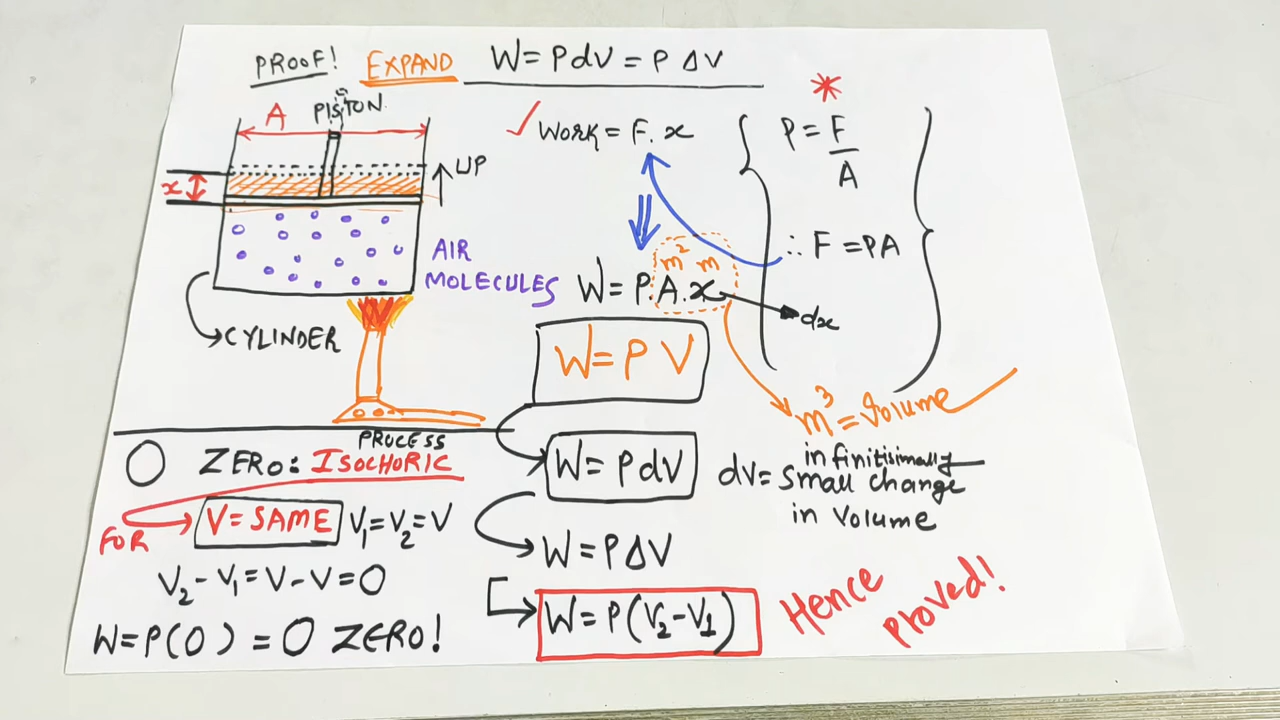 PROOF! EXPAND W= PdV = P ΔV
A PISTON
x
UP
AIR
MOLECULES
CYLINDER
✓ WORK = F. x
*
P = F/A
∴ F = PA
m² m
W= P.A.x
dx
W= P V
m³ = Volume
W= PdV
dV= infinitisimally
small change
in Volume
W = PΔV
W= P(V₂-V₁)
Hence
proved!
PROCESS
O ZERO: ISOCHORIC
FOR V= SAME V₁=V₂=V
V₂ - V₁ = V - V = 0
W= P(0) = 0 ZERO!